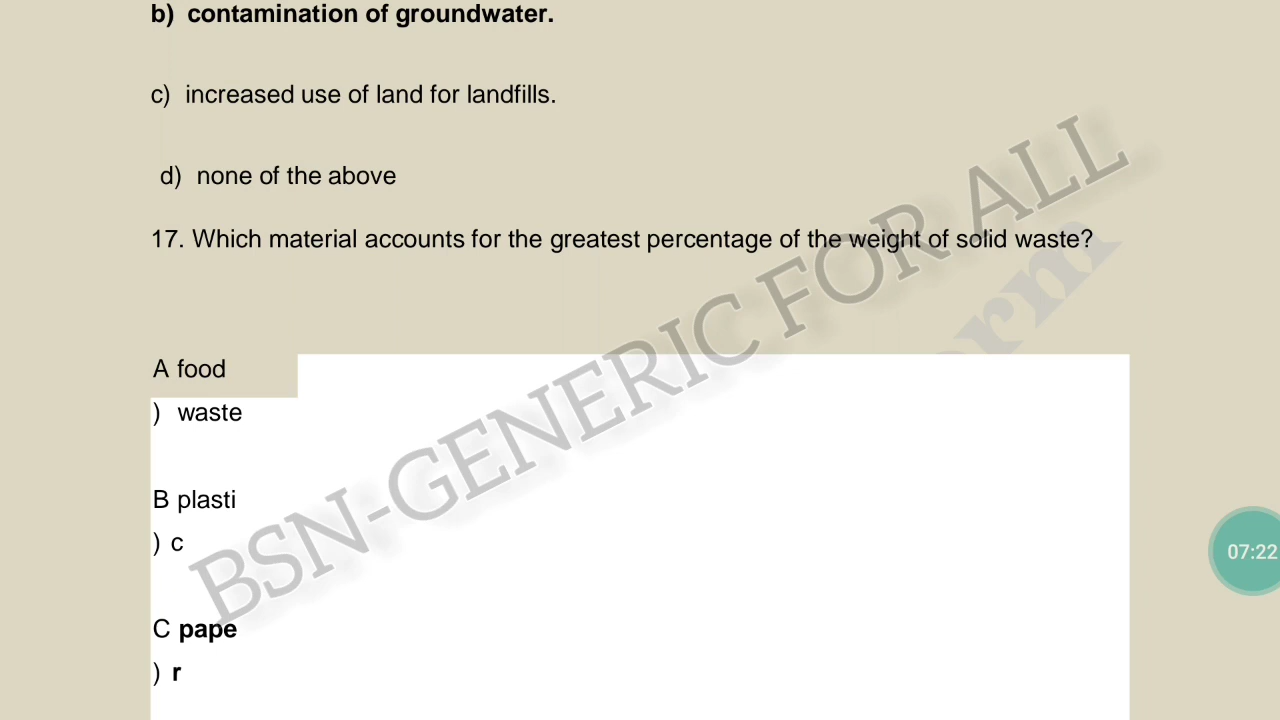 b) contamination of groundwater.
c) increased use of land for landfills.
d) none of the above
17. Which material accounts for the greatest percentage of the weight of solid waste?
A food
) waste
B plasti
) c
C pape
) r
BSN-GENERIC FOR ALL
07:22